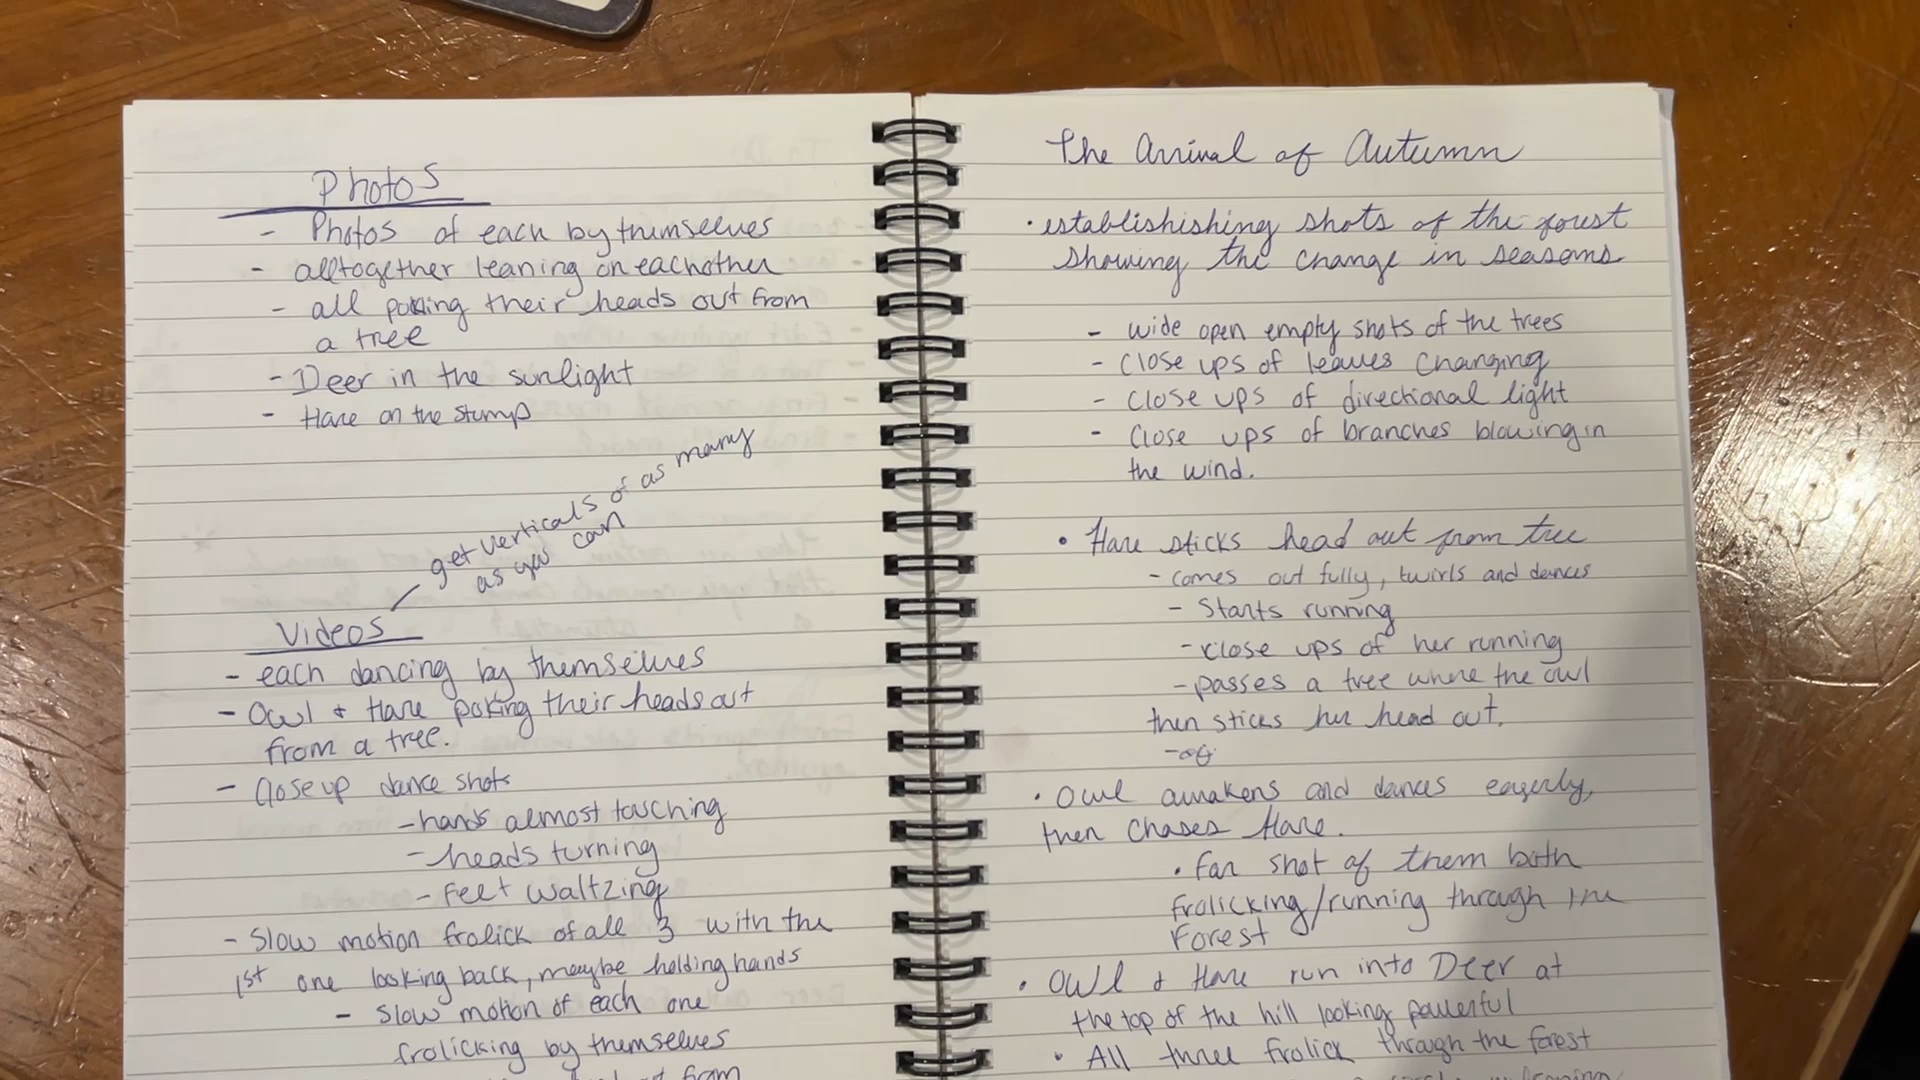 Photos
- Photos of each by themselves
- alltogether leaning on eachother
- all poking their heads out from
a tree
- Deer in the sunlight
- Hare on the stump
get verticals of as many
as you can
Videos
- each dancing by themselves
- Owl & Hare poking their heads out
from a tree.
- Closeup dance shots
- hands almost touching
- heads turning
- feet waltzing
- Slow motion frolick of all 3 with the
1st one looking back, maybe holding hands
- slow motion of each one
frolicking by themselves
from
The Arrival of Autumn
• establishishing shots of the forest
showing the change in seasons
- wide open empty shots of the trees
- Close ups of leaves changing
- close ups of directional light
- Close ups of branches blowing in
the wind.
• Hare sticks head out from tree
- comes out fully, twirls and dances
- Starts running
- close ups of her running
- passes a tree where the owl
then sticks her head out.
• Owl awakens and dances eagerly,
then chases Hare.
• Far shot of them both
frolicking/running through the
Forest
• Owl & Hare run into Deer at
the top of the hill looking powerful
• All three frolick through the forest